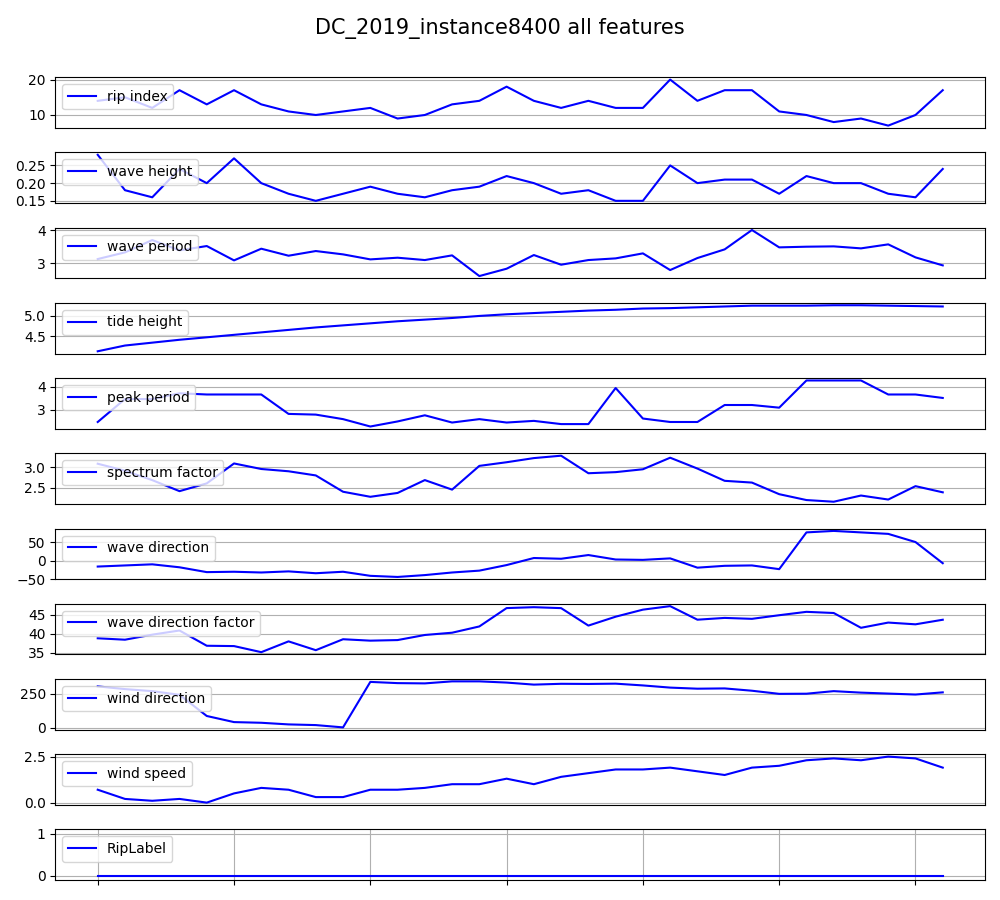 DC_2019_instance8400 all features
20
10
rip index
0.25
0.20
0.15
wave height
4
3
wave period
5.0
4.5
tide height
4
3
peak period
3.0
2.5
spectrum factor
50
0
−50
wave direction
45
40
35
wave direction factor
250
0
wind direction
2.5
0.0
wind speed
1
0
RipLabel